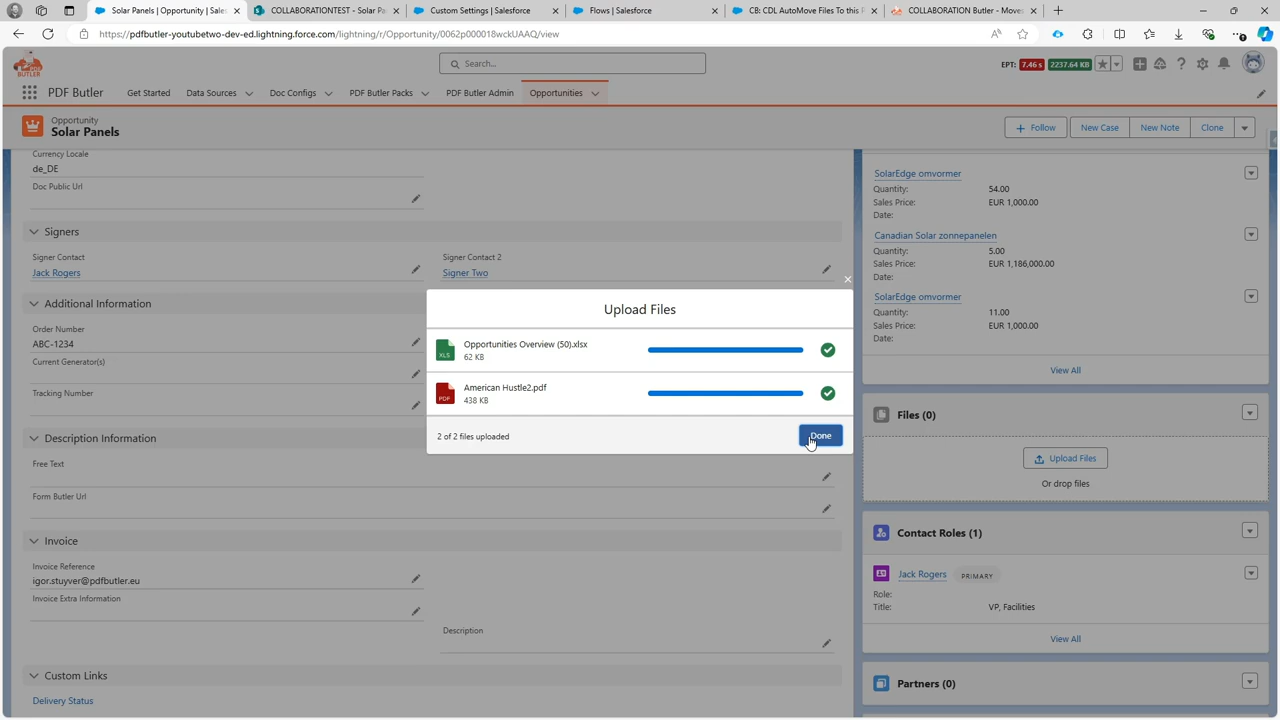 Solar Panels | Opportunity | Sales
COLLABORATIONTEST - Solar Pa
Custom Settings | Salesforce
Flows | Salesforce
CB: CDL AutoMove Files To this R
COLLABORATION Butler - Moves
https://pdfbutler-youtubetwo-dev-ed.lightning.force.com/lightning/r/Opportunity/0062p000018wckUAAQ/view
BUTLER
Search...
EPT: 7.46 s 2237.64 KB
PDF Butler
Get Started
Data Sources
Doc Configs
PDF Butler Packs
PDF Butler Admin
Opportunities
Opportunity
Solar Panels
Follow
New Case
New Note
Clone
Currency Locale
de_DE
Doc Public Url
Signers
Signer Contact
Jack Rogers
Signer Contact 2
Signer Two
Additional Information
Order Number
ABC-1234
Current Generator(s)
Tracking Number
Description Information
Free Text
Form Butler Url
Invoice
Invoice Reference
igor.stuyver@pdfbutler.eu
Invoice Extra Information
Description
Custom Links
Delivery Status
Upload Files
XLS
Opportunities Overview (50).xlsx
62 KB
PDF
American Hustle2.pdf
438 KB
2 of 2 files uploaded
Done
SolarEdge omvormer
Quantity: 54.00
Sales Price: EUR 1,000.00
Date:
Canadian Solar zonnepanelen
Quantity: 5.00
Sales Price: EUR 1,186,000.00
Date:
SolarEdge omvormer
Quantity: 11.00
Sales Price: EUR 1,000.00
Date:
View All
Files (0)
Upload Files
Or drop files
Contact Roles (1)
Jack Rogers PRIMARY
Role:
Title: VP, Facilities
View All
Partners (0)